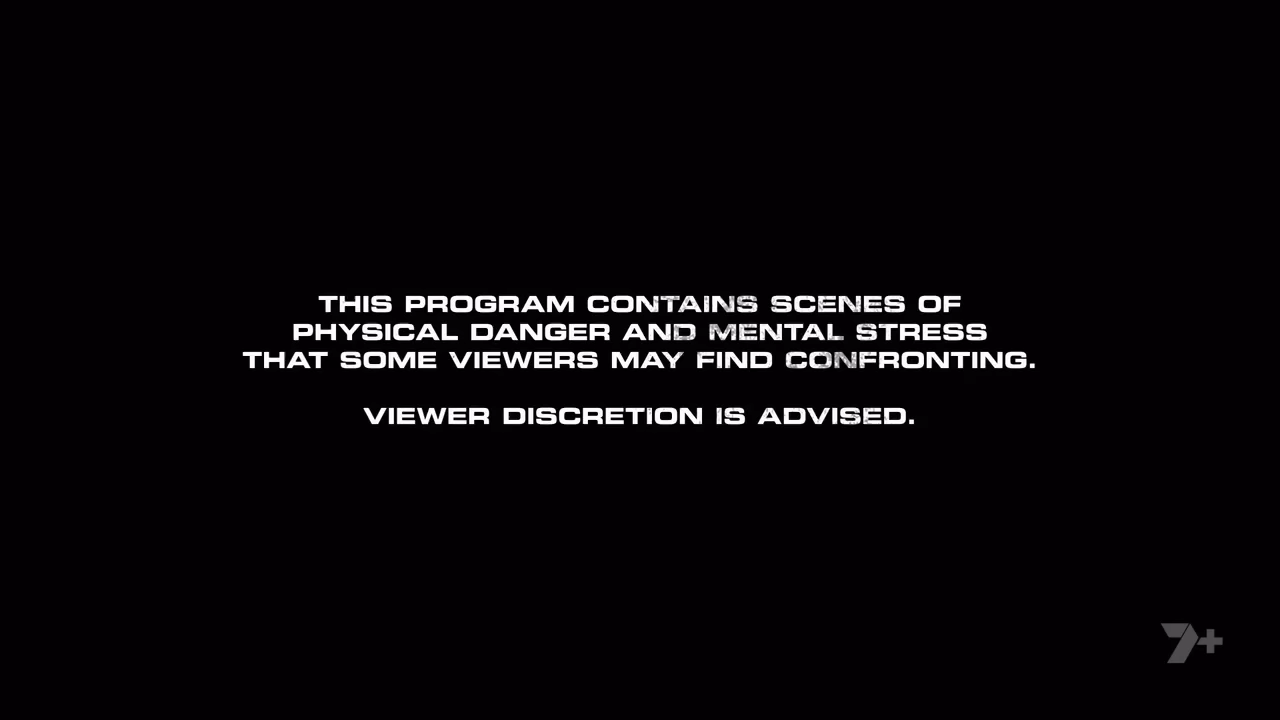 THIS PROGRAM CONTAINS SCENES OF
PHYSICAL DANGER AND MENTAL STRESS
THAT SOME VIEWERS MAY FIND CONFRONTING.
VIEWER DISCRETION IS ADVISED.
7+